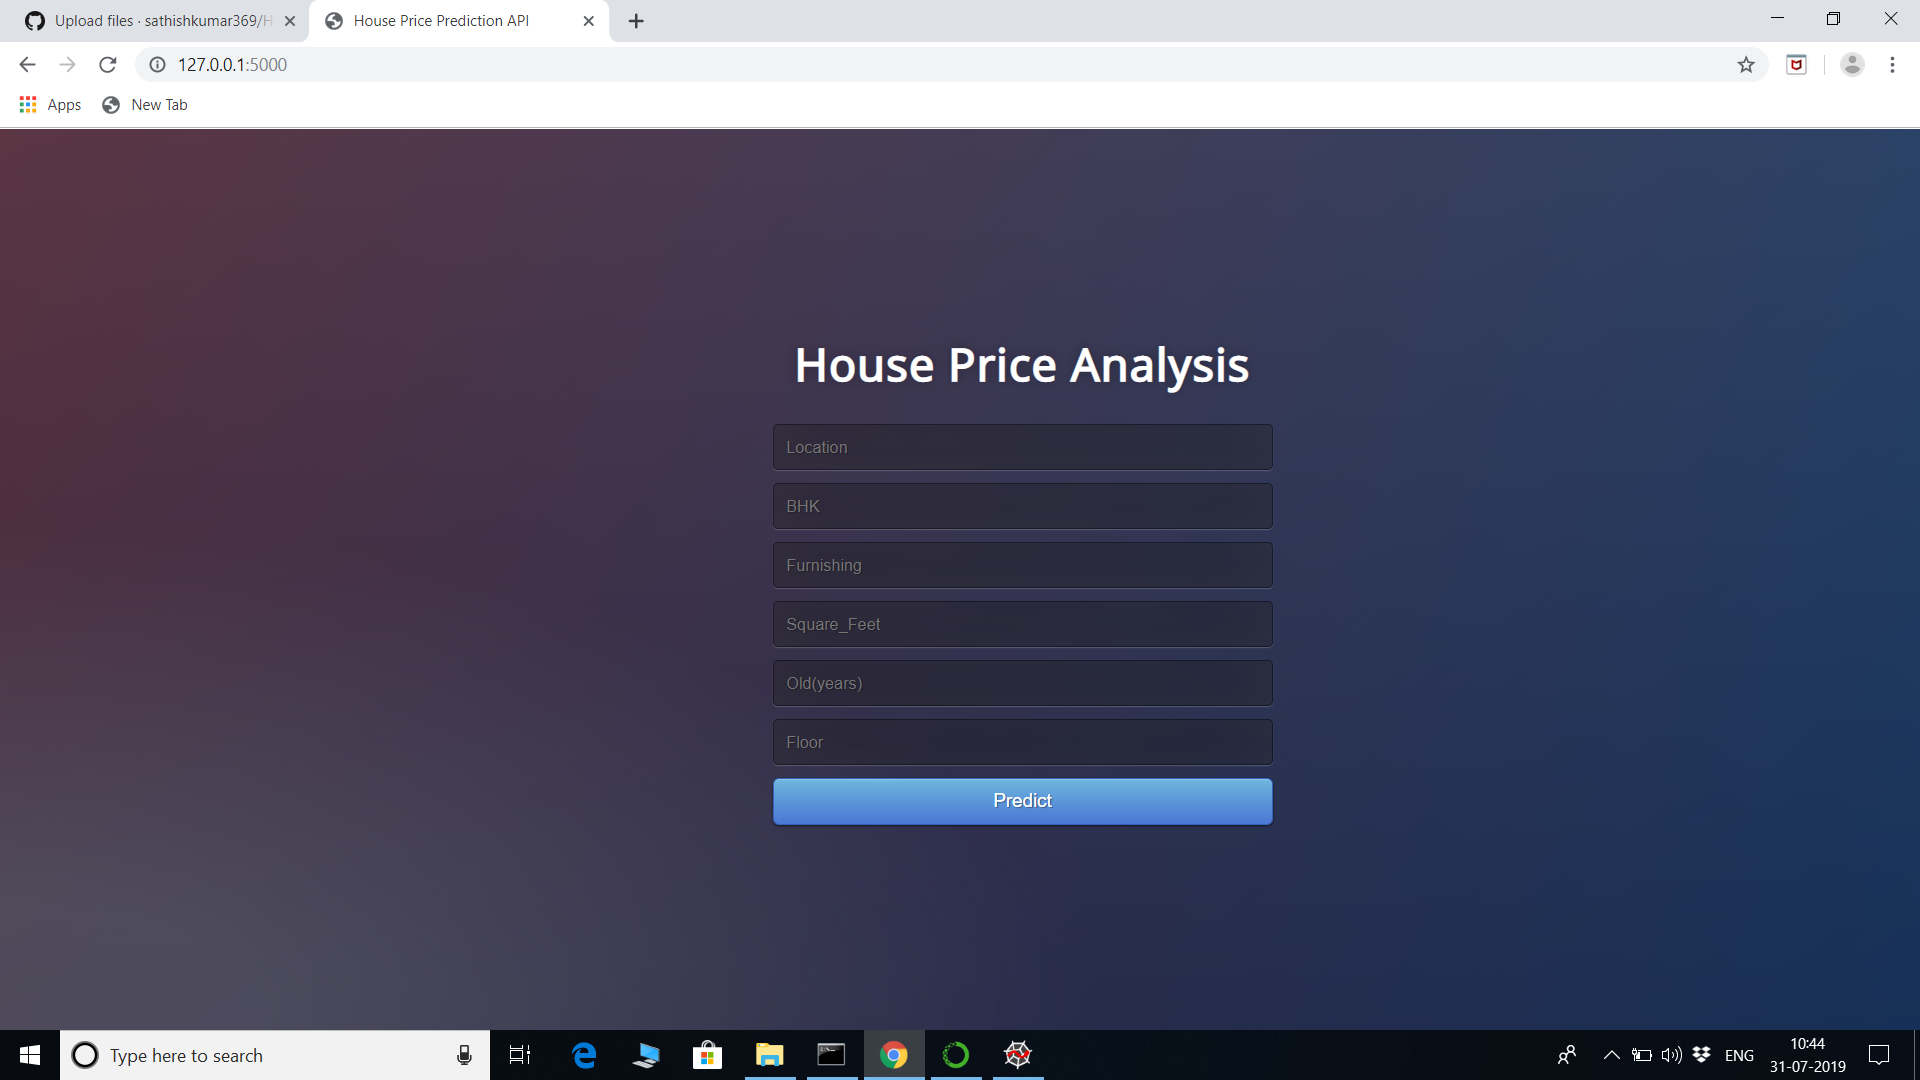 Upload files · sathishkumar369/H
House Price Prediction API
127.0.0.1:5000
Apps
New Tab
House Price Analysis
Location
BHK
Furnishing
Square_Feet
Old(years)
Floor
Predict
Type here to search
ENG
10:44
31-07-2019